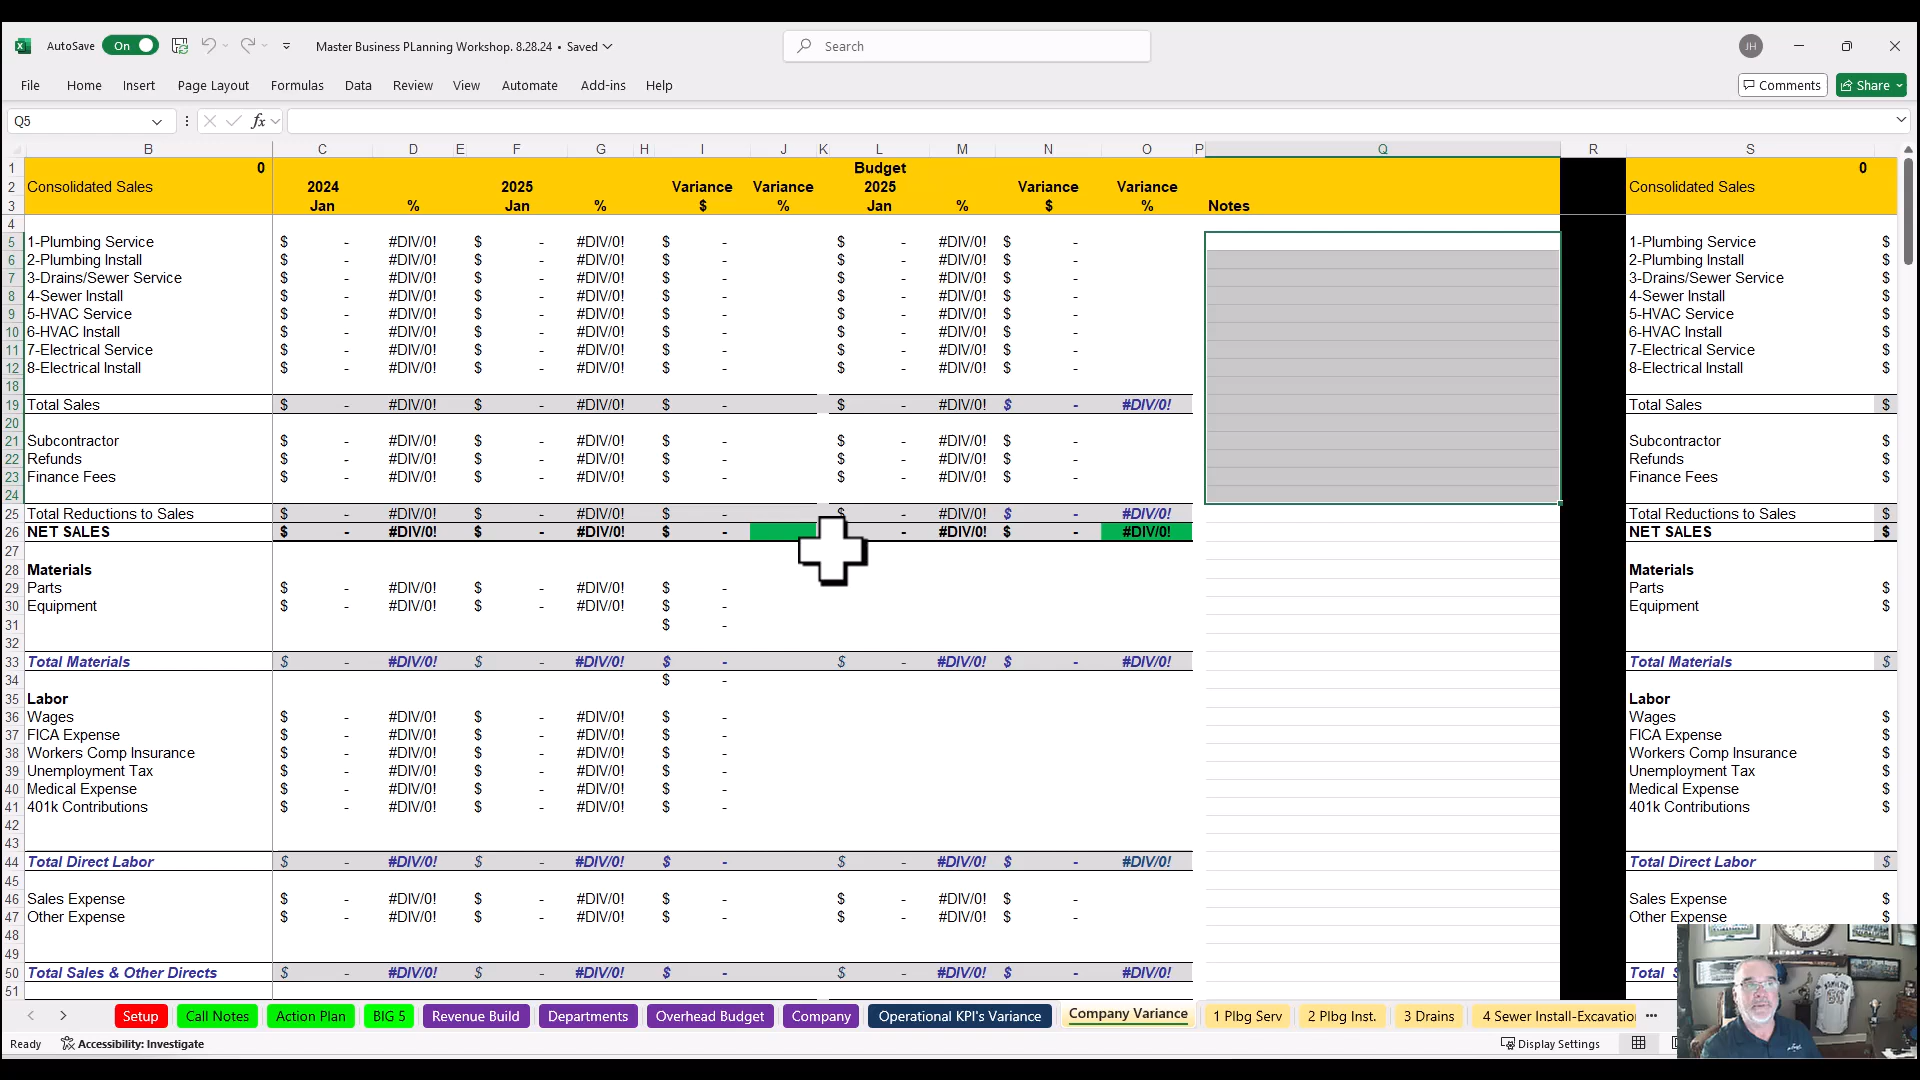 AutoSave On Master Business PLanning Workshop. 8.28.24 • Saved Search JH
File Home Insert Page Layout Formulas Data Review View Automate Add-ins Help Comments Share
Q5 fx
B C D E F G H I J K L M N O P Q R S
1 0 Budget 0
2 Consolidated Sales 2024 2025 Variance Variance 2025 Variance Variance Consolidated Sales
3 Jan % Jan % $ % Jan % $ % Notes
4
5 1-Plumbing Service $ - #DIV/0! $ - #DIV/0! $ - $ - #DIV/0! $ - 1-Plumbing Service $
6 2-Plumbing Install $ - #DIV/0! $ - #DIV/0! $ - $ - #DIV/0! $ - 2-Plumbing Install $
7 3-Drains/Sewer Service $ - #DIV/0! $ - #DIV/0! $ - $ - #DIV/0! $ - 3-Drains/Sewer Service $
8 4-Sewer Install $ - #DIV/0! $ - #DIV/0! $ - $ - #DIV/0! $ - 4-Sewer Install $
9 5-HVAC Service $ - #DIV/0! $ - #DIV/0! $ - $ - #DIV/0! $ - 5-HVAC Service $
10 6-HVAC Install $ - #DIV/0! $ - #DIV/0! $ - $ - #DIV/0! $ - 6-HVAC Install $
11 7-Electrical Service $ - #DIV/0! $ - #DIV/0! $ - $ - #DIV/0! $ - 7-Electrical Service $
12 8-Electrical Install $ - #DIV/0! $ - #DIV/0! $ - $ - #DIV/0! $ - 8-Electrical Install $
18
19 Total Sales $ - #DIV/0! $ - #DIV/0! $ - $ - #DIV/0! $ - #DIV/0! Total Sales $
20
21 Subcontractor $ - #DIV/0! $ - #DIV/0! $ - $ - #DIV/0! $ - Subcontractor $
22 Refunds $ - #DIV/0! $ - #DIV/0! $ - $ - #DIV/0! $ - Refunds $
23 Finance Fees $ - #DIV/0! $ - #DIV/0! $ - $ - #DIV/0! $ - Finance Fees $
24
25 Total Reductions to Sales $ - #DIV/0! $ - #DIV/0! $ - $ - #DIV/0! $ - #DIV/0! Total Reductions to Sales $
26 NET SALES $ - #DIV/0! $ - #DIV/0! $ - - #DIV/0! $ - #DIV/0! NET SALES $
27
28 Materials Materials
29 Parts $ - #DIV/0! $ - #DIV/0! $ - Parts $
30 Equipment $ - #DIV/0! $ - #DIV/0! $ - Equipment $
31 $ -
32
33 Total Materials $ - #DIV/0! $ - #DIV/0! $ - $ - #DIV/0! $ - #DIV/0! Total Materials $
34 $ -
35 Labor Labor
36 Wages $ - #DIV/0! $ - #DIV/0! $ - Wages $
37 FICA Expense $ - #DIV/0! $ - #DIV/0! $ - FICA Expense $
38 Workers Comp Insurance $ - #DIV/0! $ - #DIV/0! $ - Workers Comp Insurance $
39 Unemployment Tax $ - #DIV/0! $ - #DIV/0! $ - Unemployment Tax $
40 Medical Expense $ - #DIV/0! $ - #DIV/0! $ - Medical Expense $
41 401k Contributions $ - #DIV/0! $ - #DIV/0! $ - 401k Contributions $
42
43
44 Total Direct Labor $ - #DIV/0! $ - #DIV/0! $ - $ - #DIV/0! $ - #DIV/0! Total Direct Labor $
45
46 Sales Expense $ - #DIV/0! $ - #DIV/0! $ - $ - #DIV/0! $ - Sales Expense $
47 Other Expense $ - #DIV/0! $ - #DIV/0! $ - $ - #DIV/0! $ - Other Expense $
48
49
50 Total Sales & Other Directs $ - #DIV/0! $ - #DIV/0! $ - $ - #DIV/0! $ - #DIV/0! Total S
51
Setup Call Notes Action Plan BIG 5 Revenue Build Departments Overhead Budget Company Operational KPI's Variance Company Variance 1 Plbg Serv 2 Plbg Inst. 3 Drains 4 Sewer Install-Excavation ...
Ready Accessibility: Investigate Display Settings